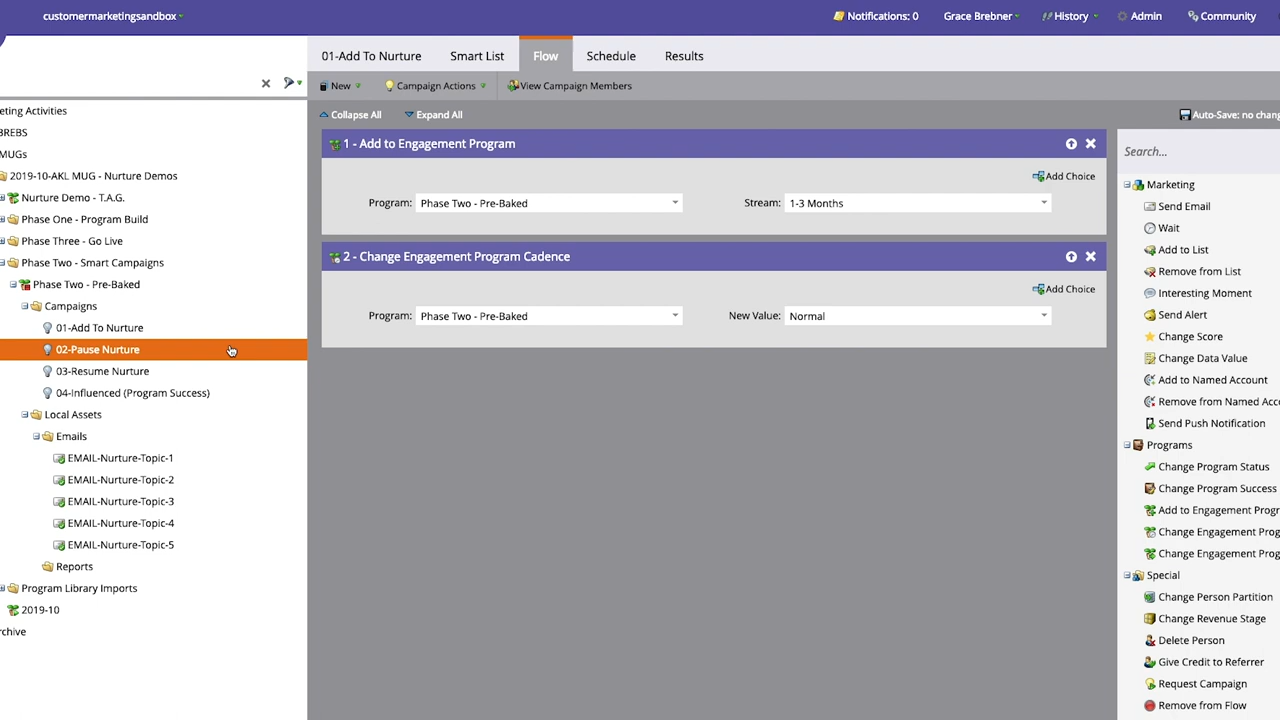 customermarketingsandbox
Notifications: 0
Grace Brebner
History
Admin
Community
eting Activities
BREBS
MUGs
2019-10-AKL MUG - Nurture Demos
Nurture Demo - T.A.G.
Phase One - Program Build
Phase Three - Go Live
Phase Two - Smart Campaigns
Phase Two - Pre-Baked
Campaigns
01-Add To Nurture
02-Pause Nurture
03-Resume Nurture
04-Influenced (Program Success)
Local Assets
Emails
EMAIL-Nurture-Topic-1
EMAIL-Nurture-Topic-2
EMAIL-Nurture-Topic-3
EMAIL-Nurture-Topic-4
EMAIL-Nurture-Topic-5
Reports
Program Library Imports
2019-10
rchive
01-Add To Nurture
Smart List
Flow
Schedule
Results
New
Campaign Actions
View Campaign Members
Collapse All
Expand All
Auto-Save: no chang
1 - Add to Engagement Program
Add Choice
Program: Phase Two - Pre-Baked
Stream: 1-3 Months
2 - Change Engagement Program Cadence
Add Choice
Program: Phase Two - Pre-Baked
New Value: Normal
Search...
Marketing
Send Email
Wait
Add to List
Remove from List
Interesting Moment
Send Alert
Change Score
Change Data Value
Add to Named Account
Remove from Named Acco
Send Push Notification
Programs
Change Program Status
Change Program Success
Add to Engagement Progr
Change Engagement Prog
Change Engagement Prog
Special
Change Person Partition
Change Revenue Stage
Delete Person
Give Credit to Referrer
Request Campaign
Remove from Flow